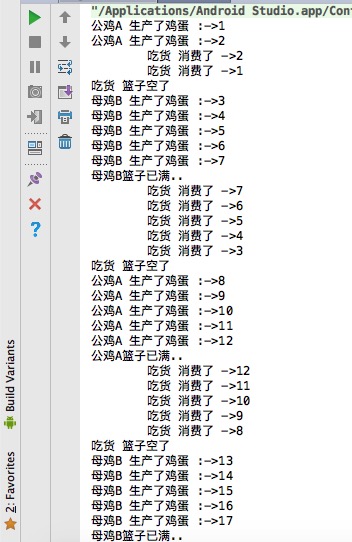 "/Applications/Android Studio.app/Con
公鸡A 生产了鸡蛋 :->1
公鸡A 生产了鸡蛋 :->2
吃货 消费了 ->2
吃货 消费了 ->1
吃货 篮子空了
母鸡B 生产了鸡蛋 :->3
母鸡B 生产了鸡蛋 :->4
母鸡B 生产了鸡蛋 :->5
母鸡B 生产了鸡蛋 :->6
母鸡B 生产了鸡蛋 :->7
母鸡B篮子已满..
吃货 消费了 ->7
吃货 消费了 ->6
吃货 消费了 ->5
吃货 消费了 ->4
吃货 消费了 ->3
吃货 篮子空了
公鸡A 生产了鸡蛋 :->8
公鸡A 生产了鸡蛋 :->9
公鸡A 生产了鸡蛋 :->10
公鸡A 生产了鸡蛋 :->11
公鸡A 生产了鸡蛋 :->12
公鸡A篮子已满..
吃货 消费了 ->12
吃货 消费了 ->11
吃货 消费了 ->10
吃货 消费了 ->9
吃货 消费了 ->8
吃货 篮子空了
母鸡B 生产了鸡蛋 :->13
母鸡B 生产了鸡蛋 :->14
母鸡B 生产了鸡蛋 :->15
母鸡B 生产了鸡蛋 :->16
母鸡B 生产了鸡蛋 :->17
母鸡B篮子已满..
Build Variants
2: Favorites